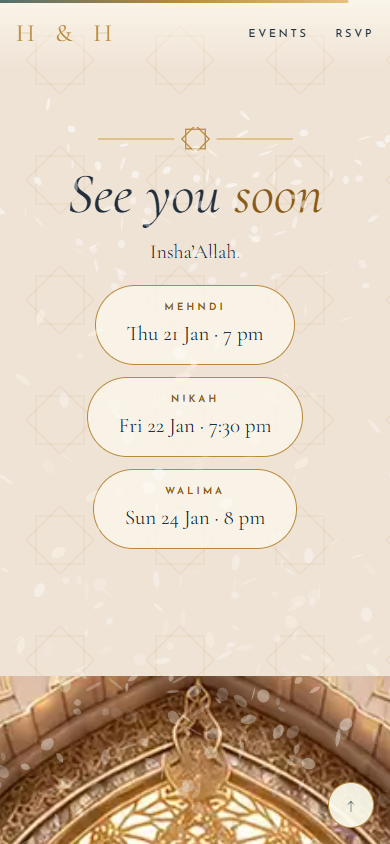 H & H
EVENTS RSVP
See you soon
Insha’Allah.
MEHNDI
Thu 21 Jan · 7 pm
NIKAH
Fri 22 Jan · 7:30 pm
WALIMA
Sun 24 Jan · 8 pm
↑